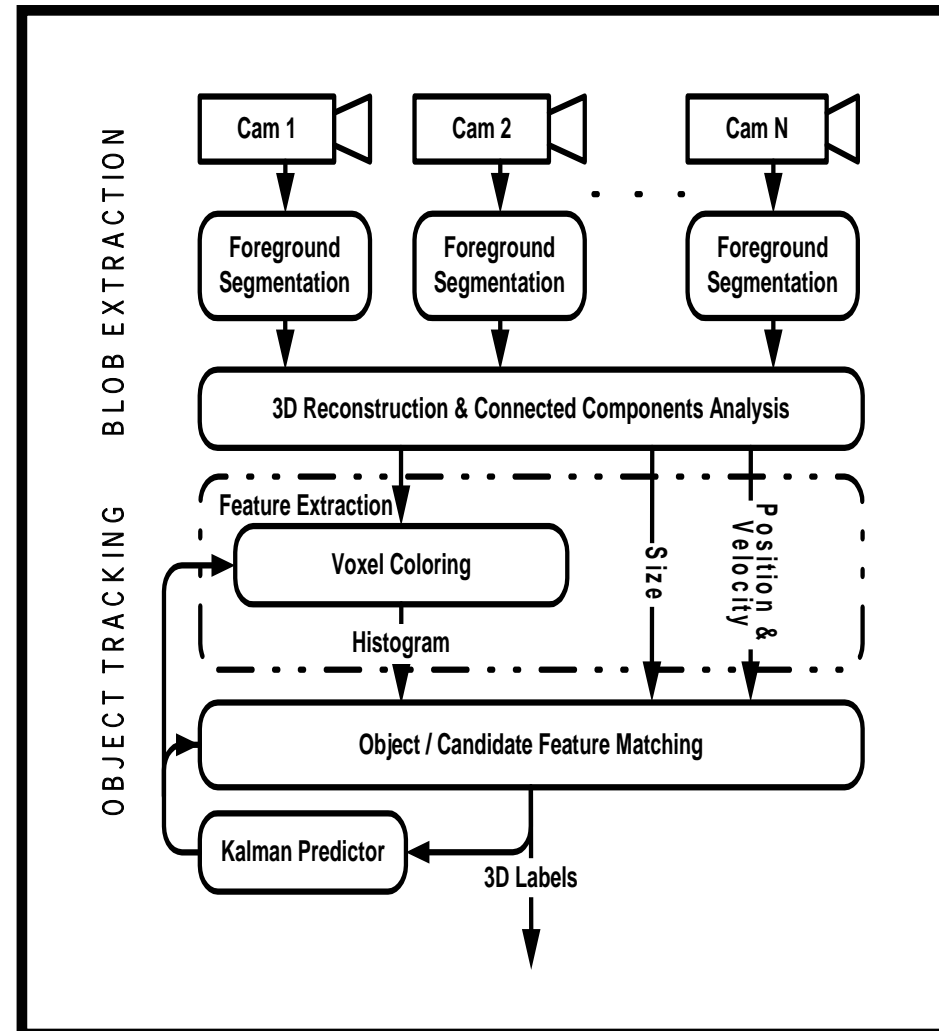 BLOB EXTRACTION
Cam 1
Cam 2
Cam N
Foreground
Segmentation
Foreground
Segmentation
Foreground
Segmentation
3D Reconstruction & Connected Components Analysis
OBJECT TRACKING
Feature Extraction
Voxel Coloring
Histogram
Size
Position &
Velocity
Object / Candidate Feature Matching
Kalman Predictor
3D Labels